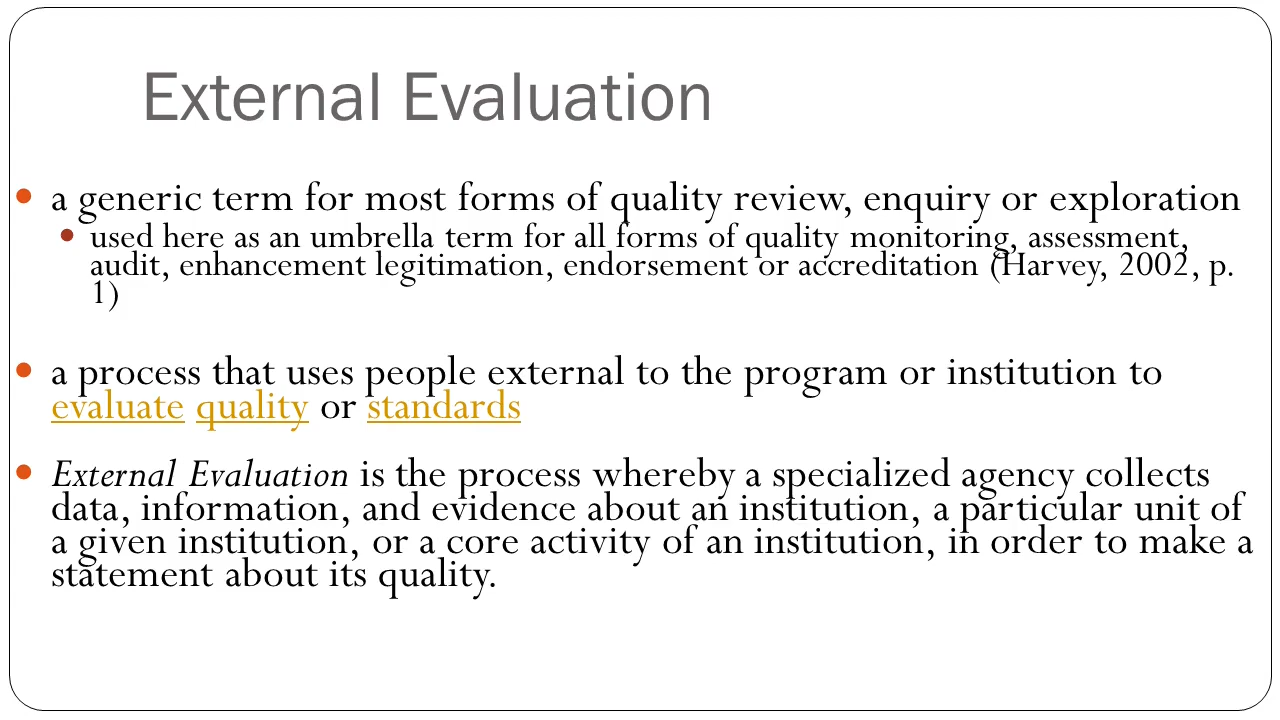 External Evaluation
a generic term for most forms of quality review, enquiry or exploration
used here as an umbrella term for all forms of quality monitoring, assessment,
audit, enhancement legitimation, endorsement or accreditation (Harvey, 2002, p.
1)
a process that uses people external to the program or institution to
evaluate quality or standards
External Evaluation is the process whereby a specialized agency collects
data, information, and evidence about an institution, a particular unit of
a given institution, or a core activity of an institution, in order to make a
statement about its quality.